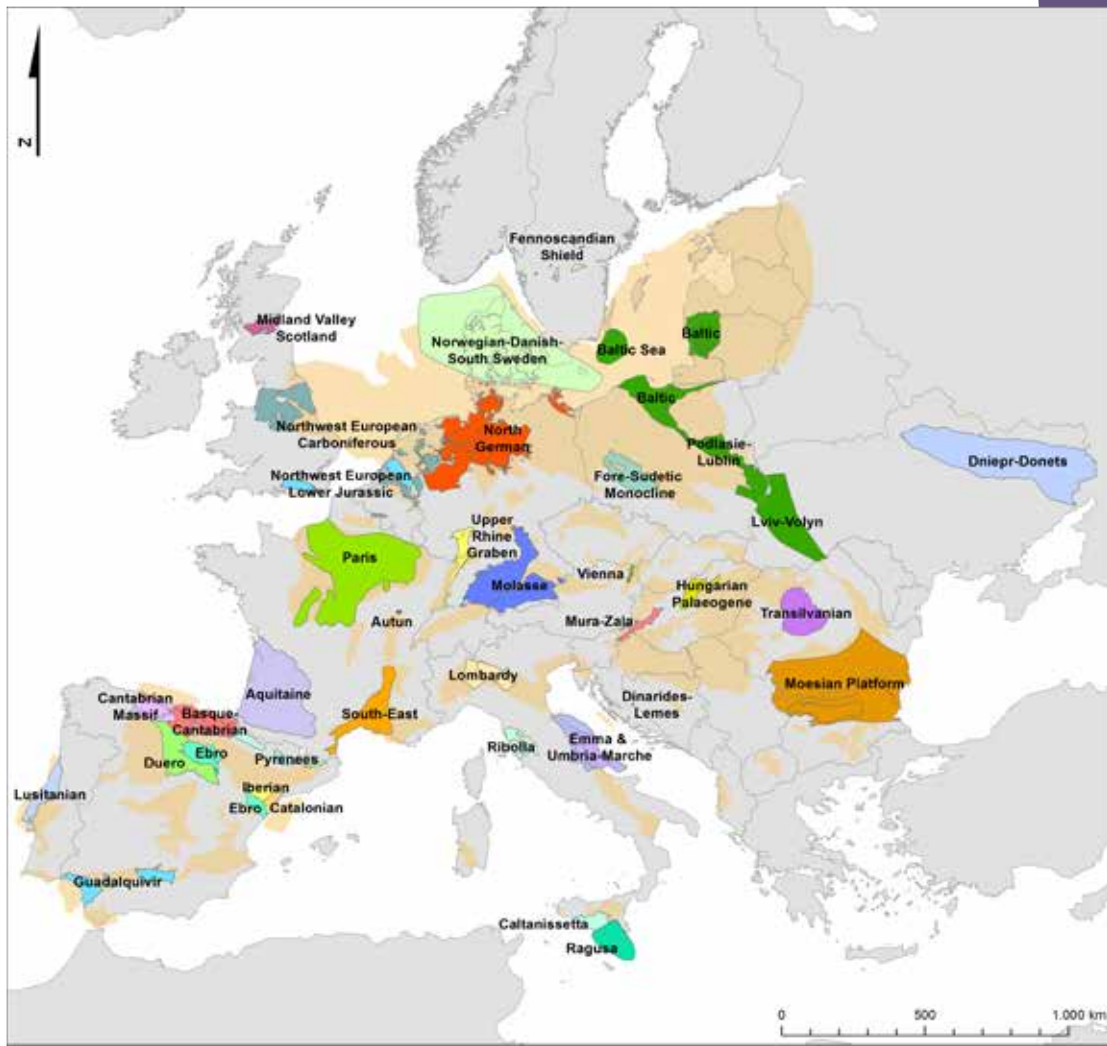 N
Fennoscandian
Shield
Midland Valley
Scotland
Norwegian-Danish-
South Sweden
Baltic Sea
Baltic
Baltic
Northwest European
Carboniferous
North
German
Podlasie-
Lublin
Dniepr-Donets
Northwest European
Lower Jurassic
Fore-Sudetic
Monocline
Lviv-Volyn
Upper
Rhine
Graben
Paris
Vienna
Molasse
Hungarian
Palaeogene
Transilvanian
Autun
Mura-Zala
Lombardy
Moesian Platform
Cantabrian
Massif
Aquitaine
Basque-
Cantabrian
South-East
Dinarides-
Lemes
Ribolla
Emma &
Umbria-Marche
Ebro
Duero
Pyrenees
Lusitanian
Iberian
Ebro
Catalonian
Guadalquivir
Caltanissetta
Ragusa
0 500 1.000 km